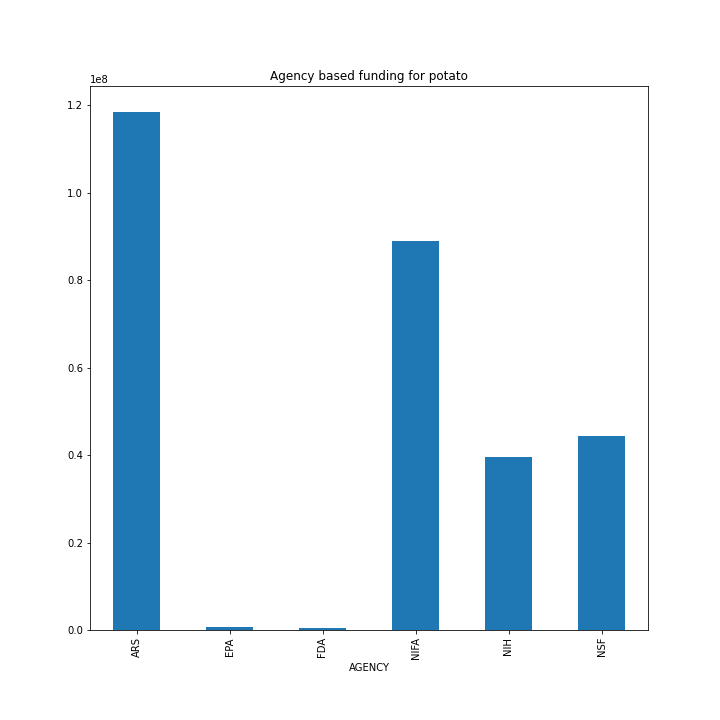 Agency based funding for potato
1e8
1.2
1.0
0.8
0.6
0.4
0.2
0.0
ARS
EPA
FDA
NIFA
NIH
NSF
AGENCY